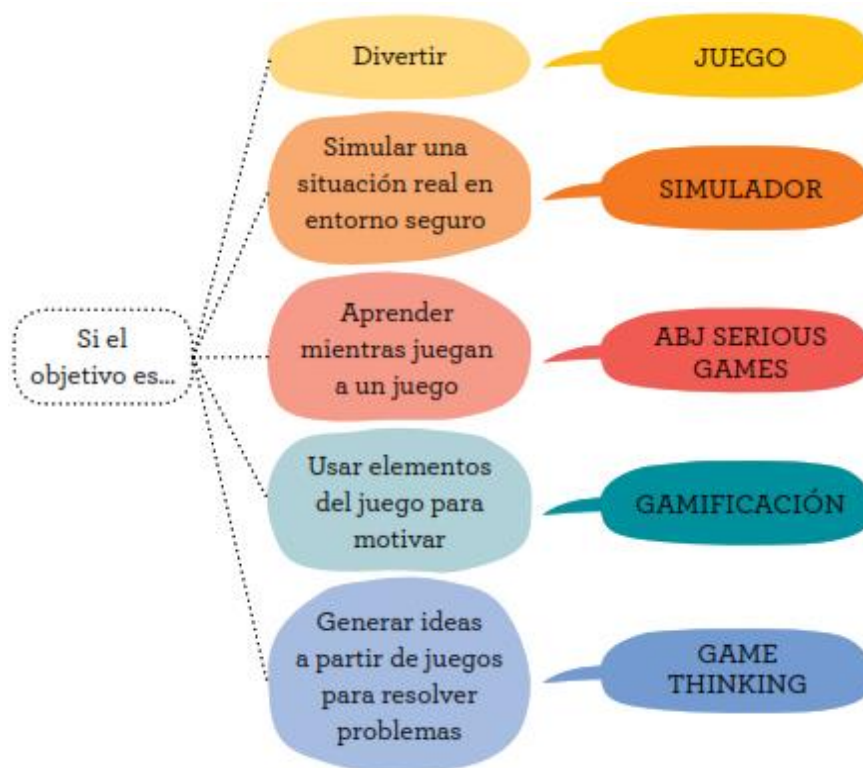 Si el
objetivo es...
Divertir
JUEGO
Simular una
situación real en
entorno seguro
SIMULADOR
Aprender
mientras juegan
a un juego
ABJ SERIOUS
GAMES
Usar elementos
del juego para
motivar
GAMIFICACIÓN
Generar ideas
a partir de juegos
para resolver
problemas
GAME
THINKING